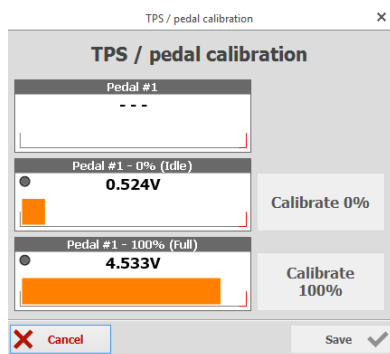 TPS / pedal calibration
TPS / pedal calibration
Pedal #1
- - -
Pedal #1 - 0% (Idle)
0.524V
Calibrate 0%
Pedal #1 - 100% (Full)
4.533V
Calibrate
100%
Cancel
Save